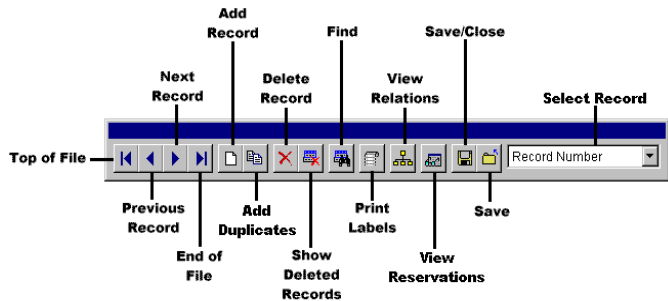 Add
Record
Find
Save/Close
Next
Record
Delete
Record
View
Relations
Select Record
Top of File
Record Number
Previous
Record
Add
Duplicates
Print
Labels
Save
End of
File
Show
Deleted
Records
View
Reservations